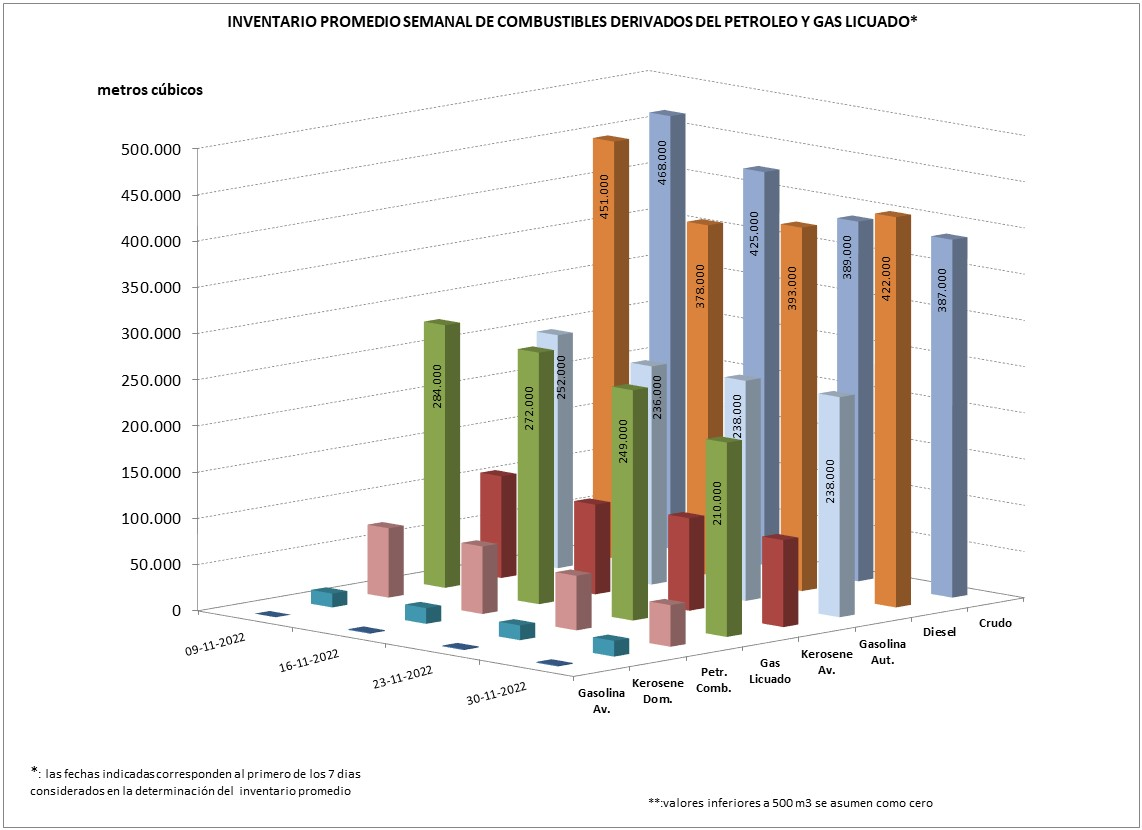 INVENTARIO PROMEDIO SEMANAL DE COMBUSTIBLES DERIVADOS DEL PETROLEO Y GAS LICUADO*
metros cúbicos
500.000
450.000
400.000
350.000
300.000
250.000
200.000
150.000
100.000
50.000
0
451.000
468.000
378.000
425.000
393.000
389.000
422.000
387.000
284.000
252.000
272.000
236.000
249.000
238.000
210.000
238.000
09-11-2022
16-11-2022
23-11-2022
30-11-2022
Gasolina
Av.
Kerosene
Dom.
Petr.
Comb.
Gas
Licuado
Kerosene
Av.
Gasolina
Aut.
Diesel
Crudo
*: las fechas indicadas corresponden al primero de los 7 dias
considerados en la determinación del inventario promedio
**:valores inferiores a 500 m3 se asumen como cero